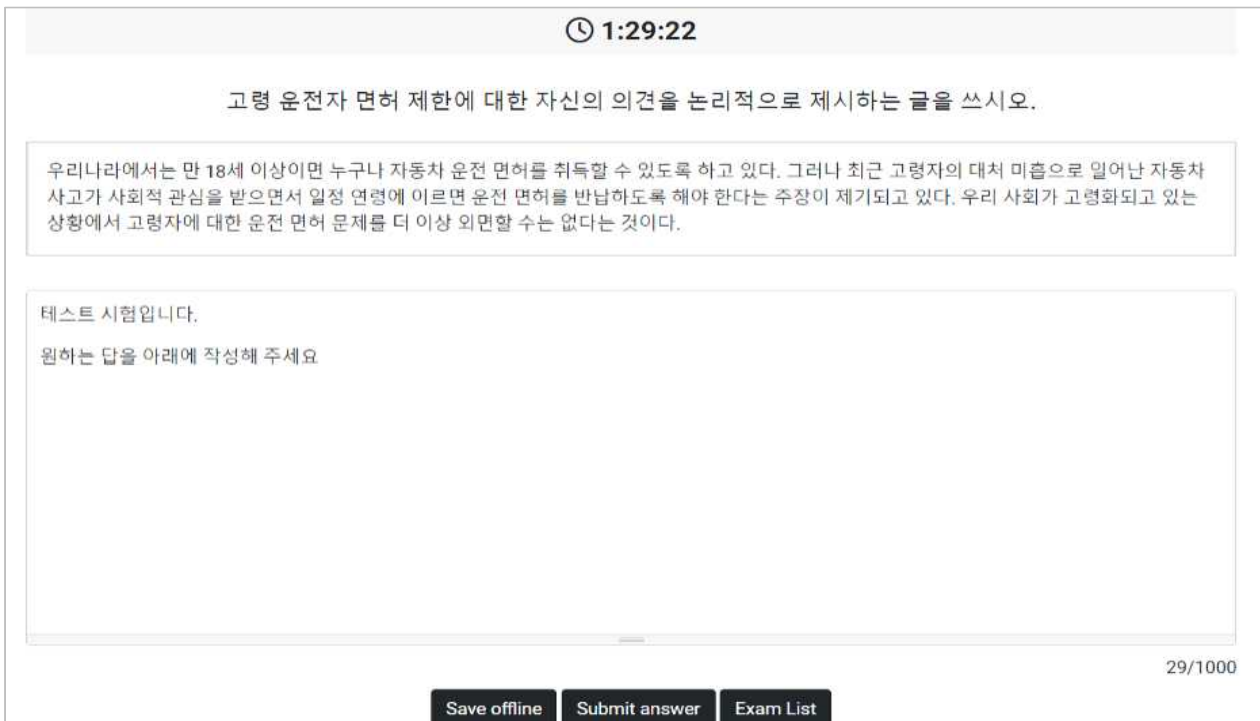 1:29:22
고령 운전자 면허 제한에 대한 자신의 의견을 논리적으로 제시하는 글을 쓰시오.
우리나라에서는 만 18세 이상이면 누구나 자동차 운전 면허를 취득할 수 있도록 하고 있다. 그러나 최근 고령자의 대처 미흡으로 일어난 자동차
사고가 사회적 관심을 받으면서 일정 연령에 이르면 운전 면허를 반납하도록 해야 한다는 주장이 제기되고 있다. 우리 사회가 고령화되고 있는
상황에서 고령자에 대한 운전 면허 문제를 더 이상 외면할 수는 없다는 것이다.
테스트 시험입니다.
원하는 답을 아래에 작성해 주세요
29/1000
Save offline Submit answer Exam List